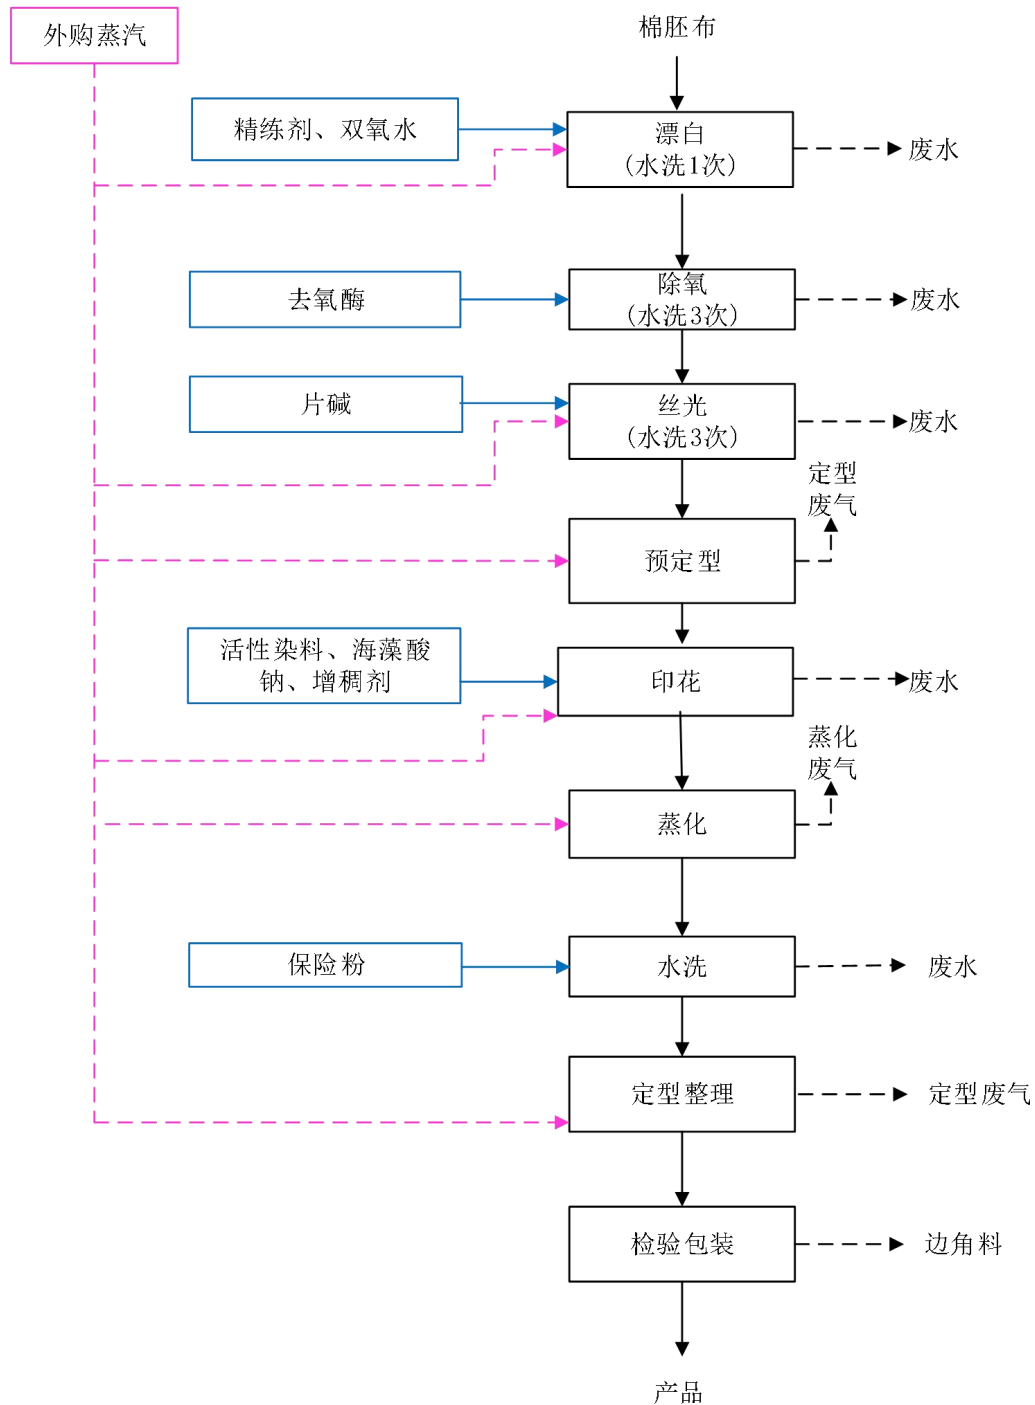 外购蒸汽
棉胚布
精练剂、双氧水
漂白
(水洗1次)
废水
去氧酶
除氧
(水洗3次)
废水
片碱
丝光
(水洗3次)
废水
定型
废气
预定型
活性染料、海藻酸
钠、增稠剂
印花
废水
蒸化
废气
蒸化
保险粉
水洗
废水
定型整理
定型废气
检验包装
边角料
产品